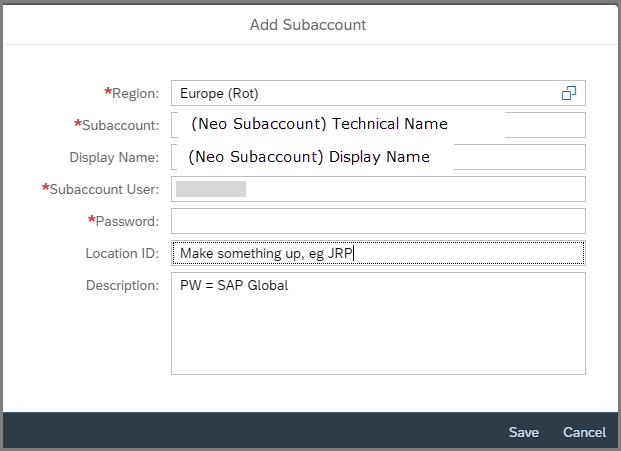 Add Subaccount
*Region: Europe (Rot)
*Subaccount: (Neo Subaccount) Technical Name
Display Name: (Neo Subaccount) Display Name
*Subaccount User:
*Password:
Location ID: Make something up, eg JRP
Description: PW = SAP Global
Save Cancel